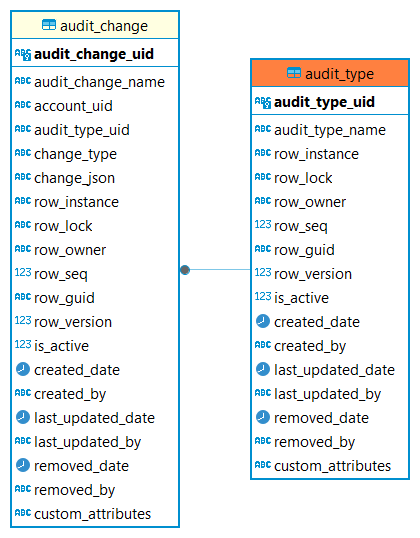 audit_change
ABC audit_change_uid
ABC audit_change_name
ABC account_uid
ABC audit_type_uid
ABC change_type
ABC change_json
ABC row_instance
ABC row_lock
ABC row_owner
123 row_seq
ABC row_guid
123 row_version
123 is_active
created_date
ABC created_by
last_updated_date
ABC last_updated_by
removed_date
ABC removed_by
ABC custom_attributes
audit_type
ABC audit_type_uid
ABC audit_type_name
ABC row_instance
ABC row_lock
ABC row_owner
123 row_seq
ABC row_guid
123 row_version
123 is_active
created_date
ABC created_by
last_updated_date
ABC last_updated_by
removed_date
ABC removed_by
ABC custom_attributes